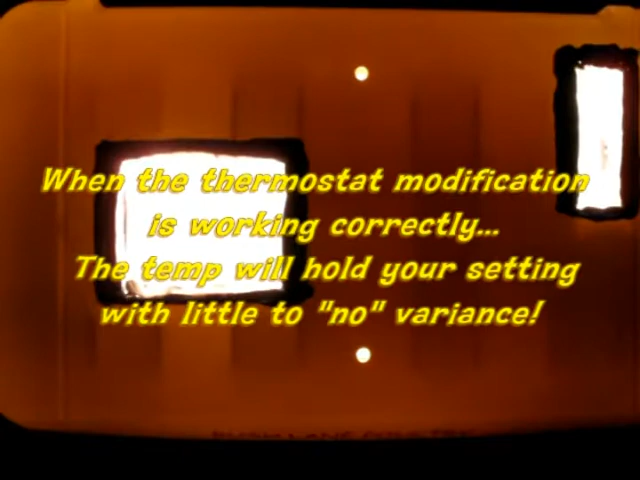 When the thermostat modification
is working correctly...
The temp will hold your setting
with little to "no" variance!